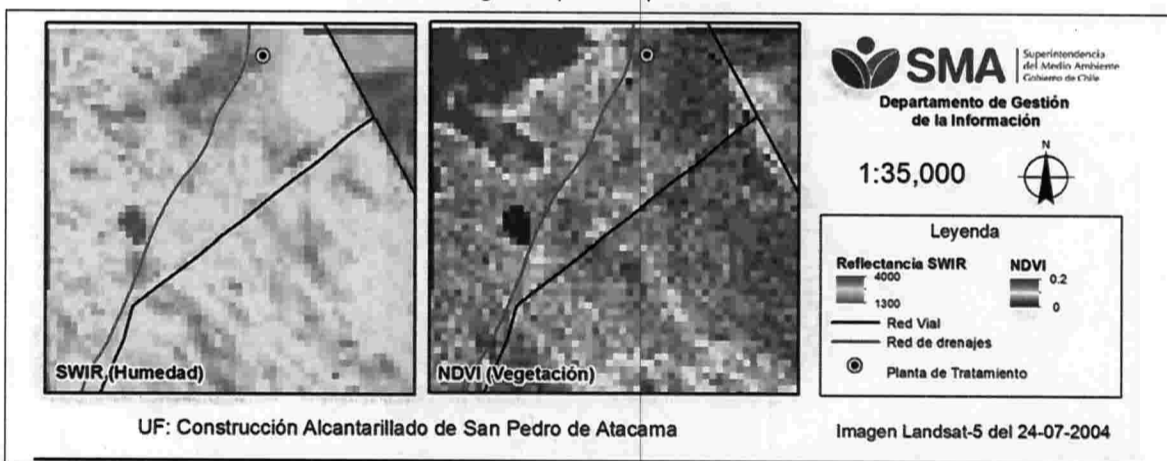 SWIR (Humedad)
NDVI (Vegetación)
SMA
Superintendencia
del Medio Ambiente
Gobierno de Chile
Departamento de Gestión
de la Información
1:35,000
N
Leyenda
Reflectancia SWIR
4000
1300
NDVI
0.2
0
Red Vial
Red de drenajes
Planta de Tratamiento
UF: Construcción Alcantarillado de San Pedro de Atacama
Imagen Landsat-5 del 24-07-2004